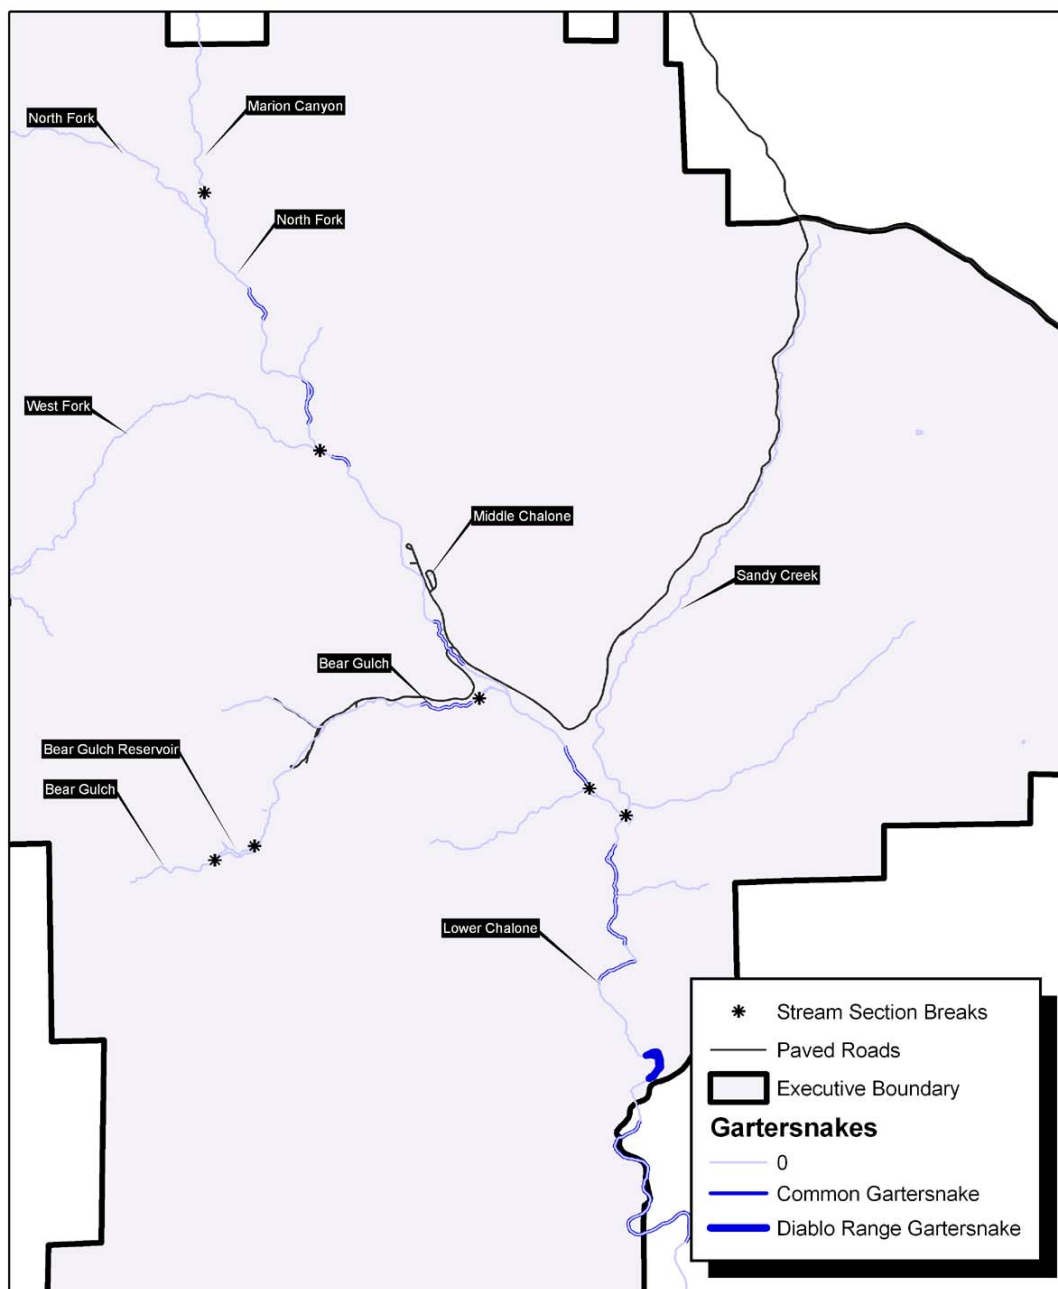 Marion Canyon
North Fork
North Fork
West Fork
Middle Chalone
Sandy Creek
Bear Gulch
Bear Gulch Reservoir
Bear Gulch
Lower Chalone
Stream Section Breaks
Paved Roads
Executive Boundary
Gartersnakes
0
Common Gartersnake
Diablo Range Gartersnake